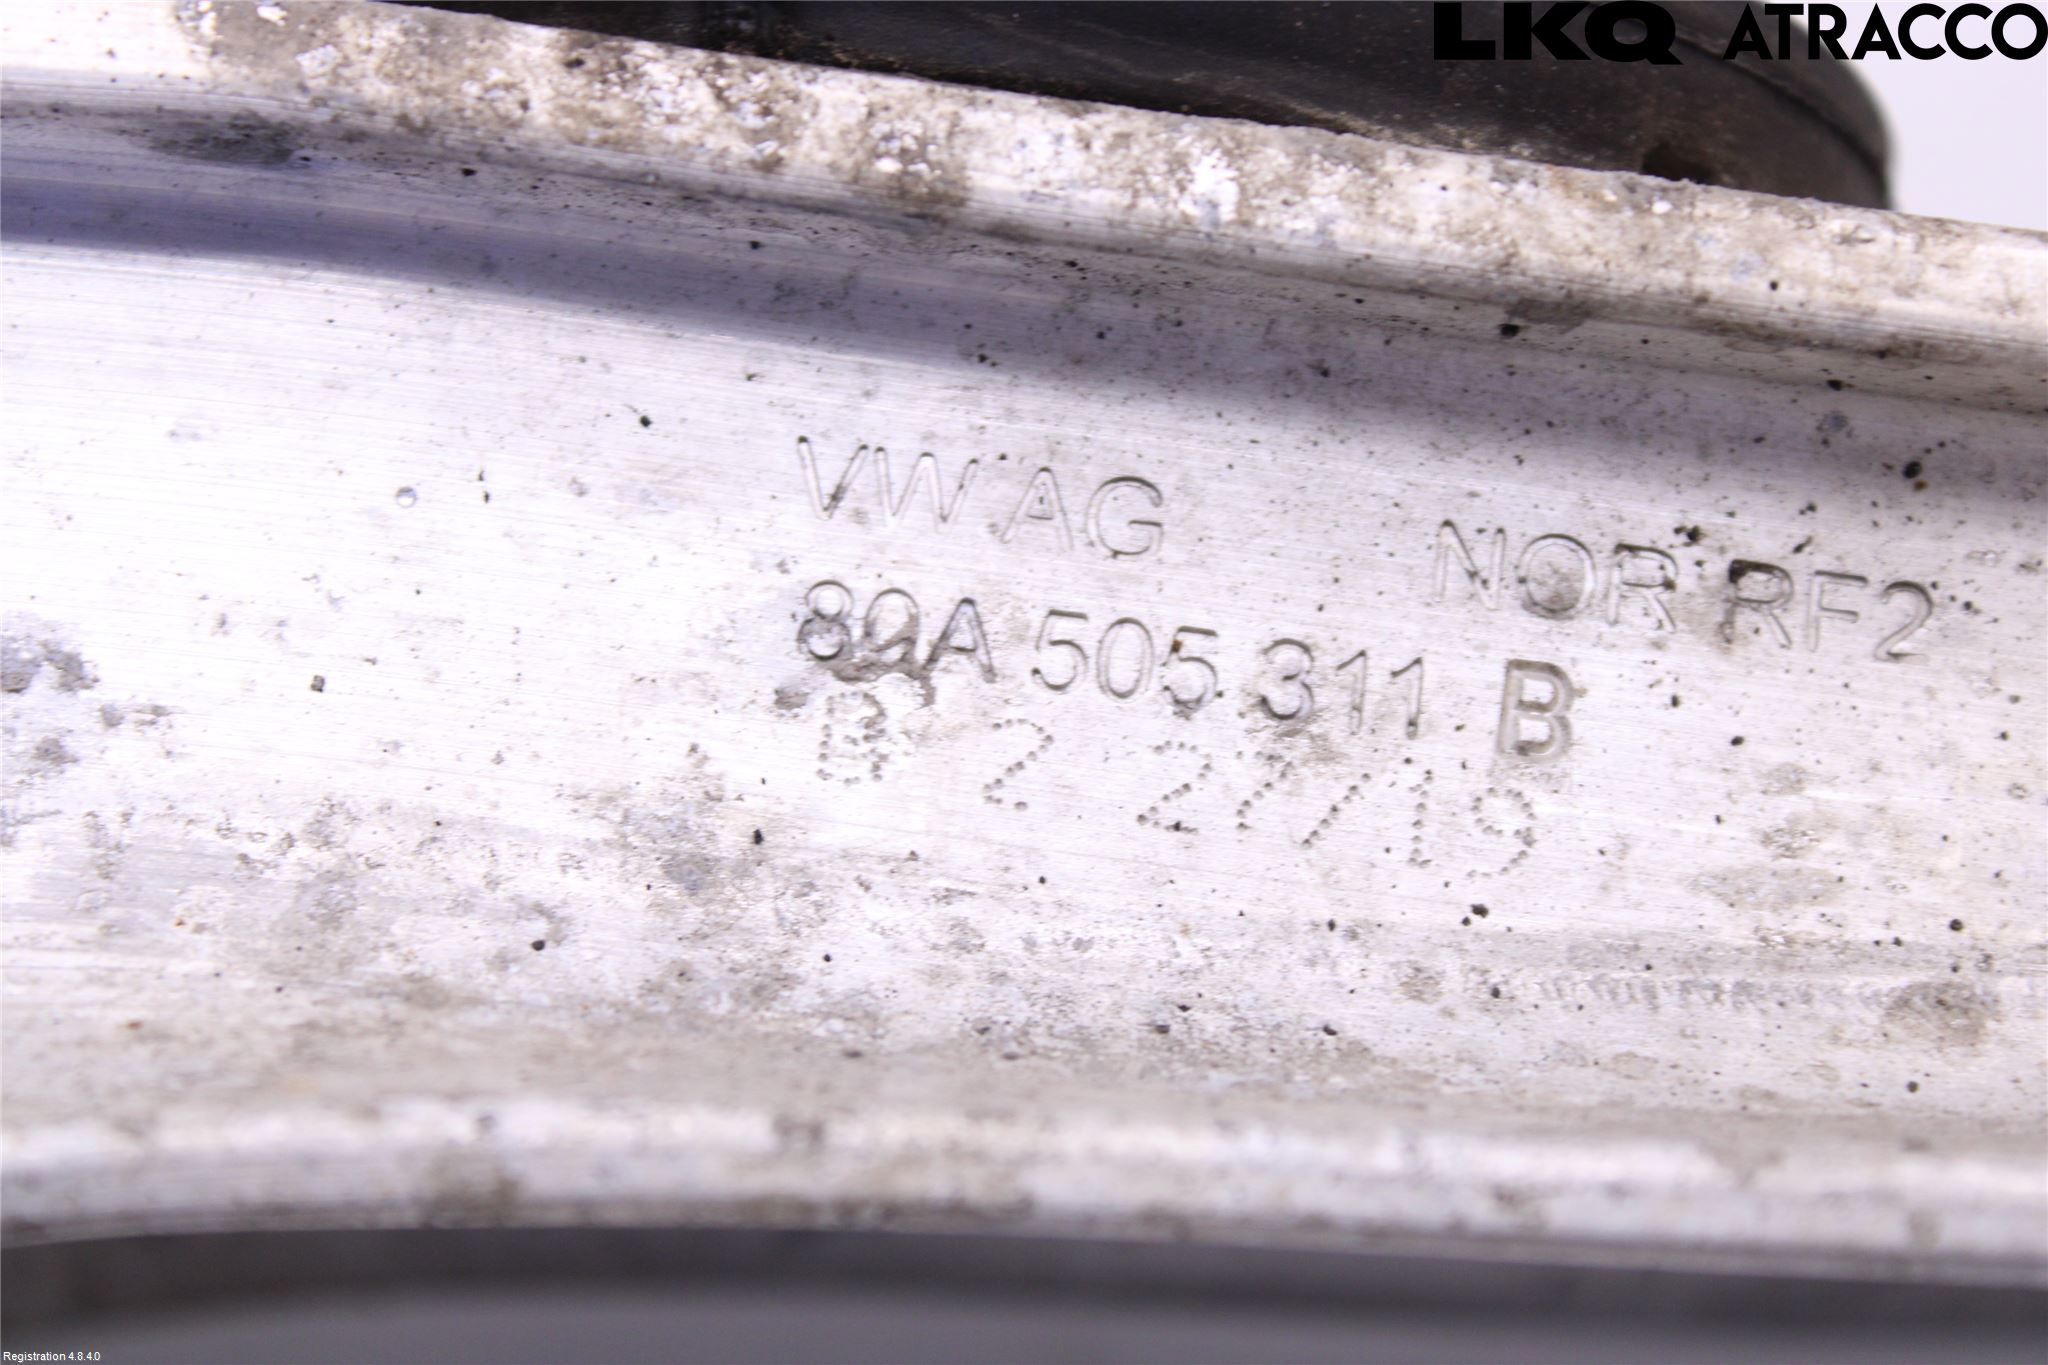 LKQ ATRACCO
VW AG NOR RF2
80A 505 311 B
B 2 27/19
Registration 4.8.4.0